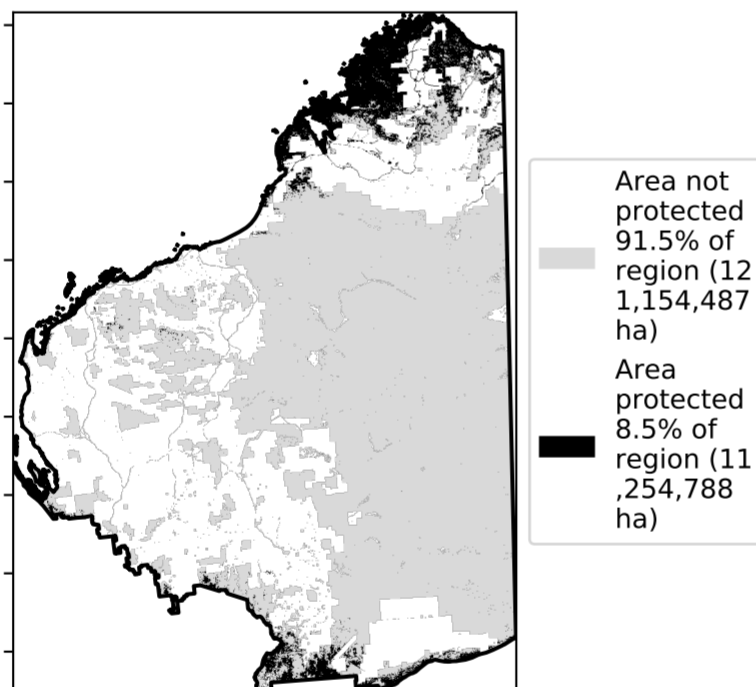 Area not
protected
91.5% of
region (12
1,154,487
ha)
Area
protected
8.5% of
region (11
,254,788
ha)